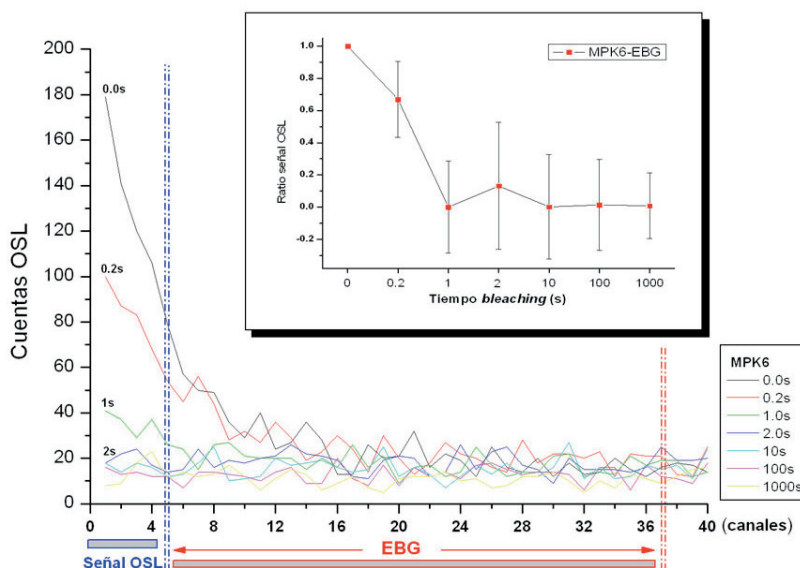 Cuentas OSL
200
180
160
140
120
100
80
60
40
20
0
0.0s
0.2s
1s
2s
0
4
8
12
16
20
24
28
32
36
40
(canales)
Señal OSL
EBG
Ratio señal OSL
1.0
0.8
0.6
0.4
0.2
0.0
-0.2
MPK6-EBG
0
0.2
1
2
10
100
1000
Tiempo bleaching (s)
MPK6
0.0s
0.2s
1.0s
2.0s
10s
100s
1000s